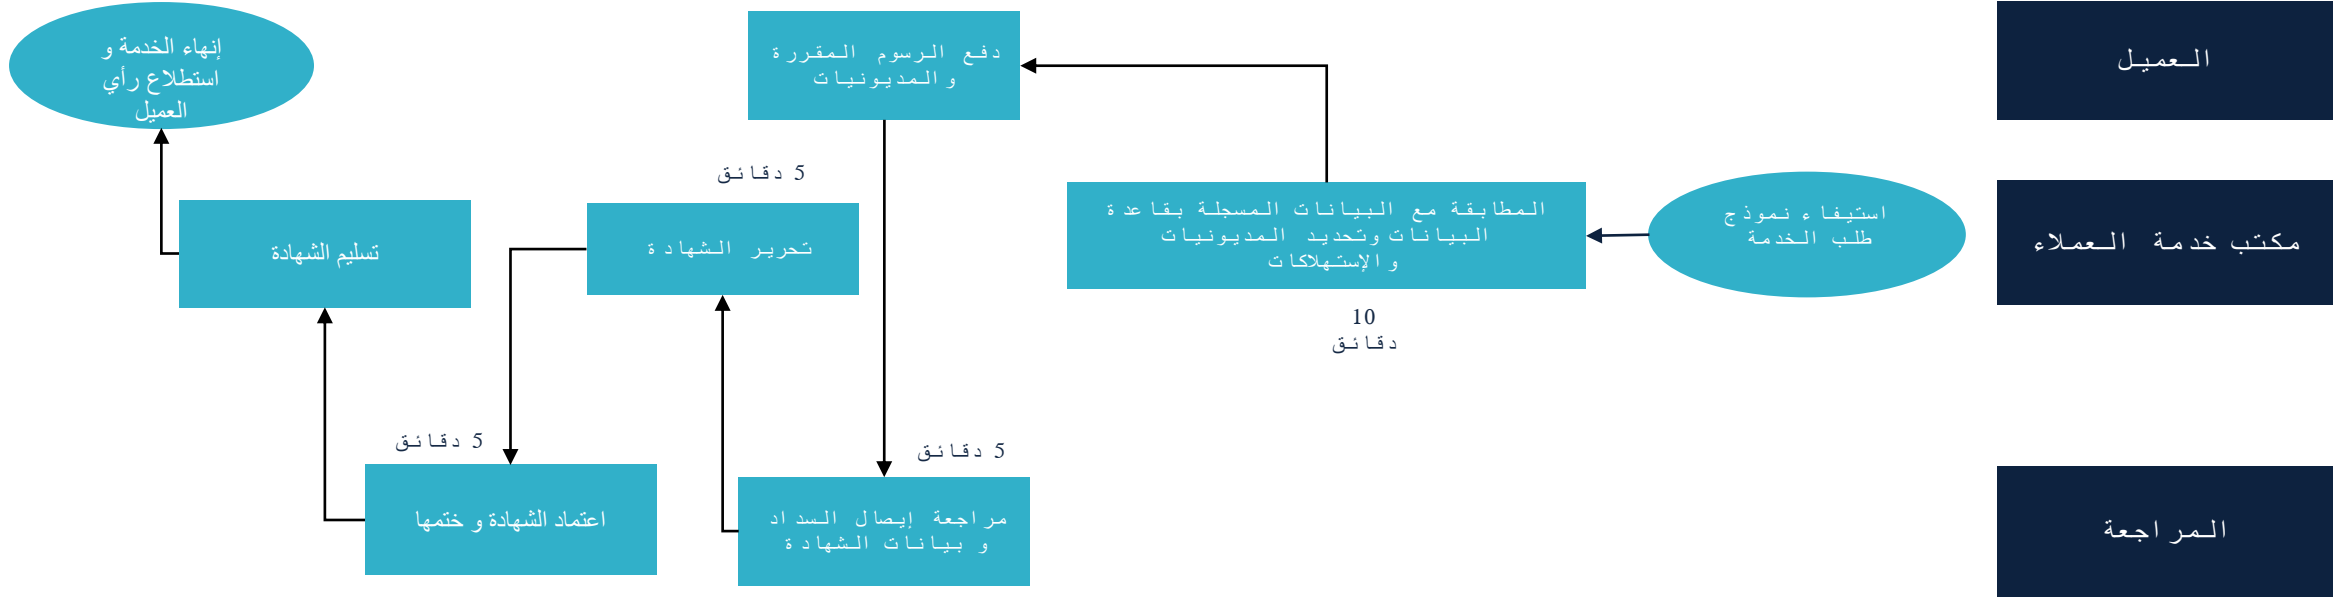 العميل
دفع الرسوم المقررة
والمديونيات
إنهاء الخدمة و
استطلاع رأي
العميل
مكتب خدمة العملاء
استيفاء نموذج
طلب الخدمة
المطابقة مع البيانات المسجلة بقاعدة
البيانات وتحديد المديونيات
والإستهلاكات
10
دقائق
5 دقائق
تحرير الشهادة
تسليم الشهادة
المراجعة
5 دقائق
مراجعة إيصال السداد
و بيانات الشهادة
5 دقائق
اعتماد الشهادة و ختمها